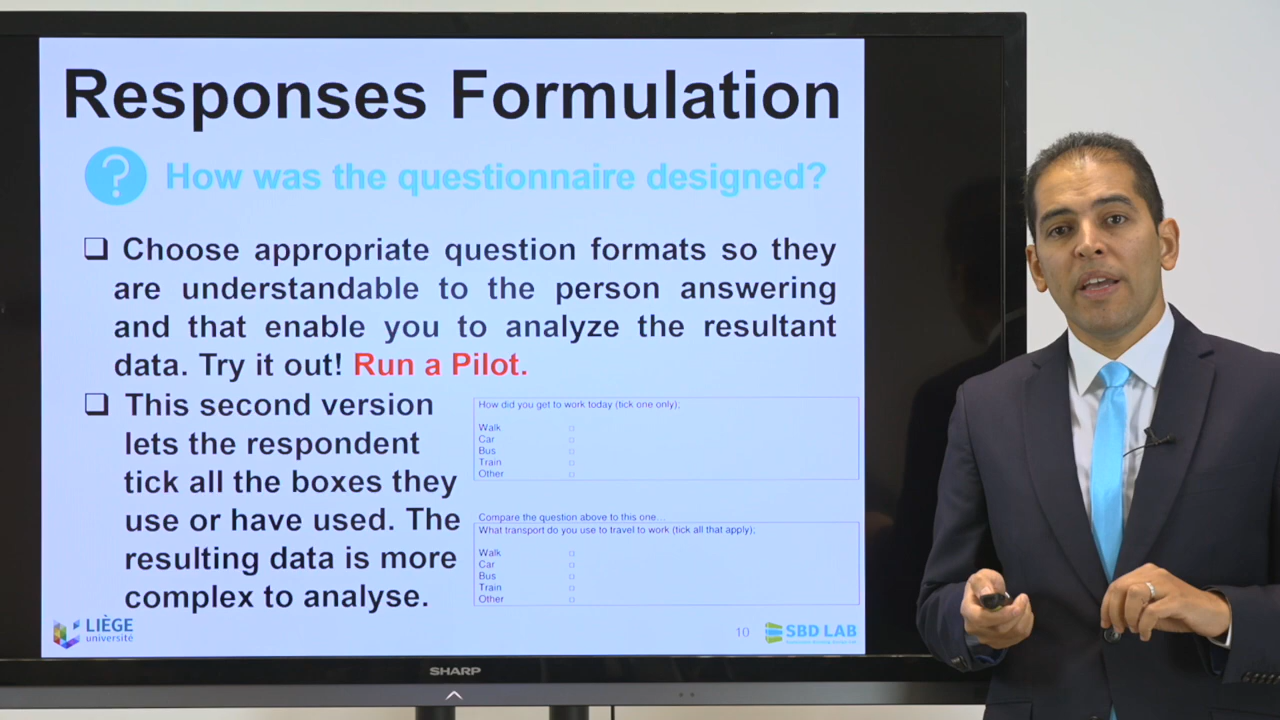 Responses Formulation
? How was the questionnaire designed?
❑ Choose appropriate question formats so they
are understandable to the person answering
and that enable you to analyze the resultant
data. Try it out! Run a Pilot.
❑ This second version
lets the respondent
tick all the boxes they
use or have used. The
resulting data is more
complex to analyse.
How did you get to work today (tick one only);
Walk □
Car □
Bus □
Train □
Other □
Compare the question above to this one…
What transport do you use to travel to work (tick all that apply);
Walk □
Car □
Bus □
Train □
Other □
LIÈGE
université
10
SBD LAB
SHARP